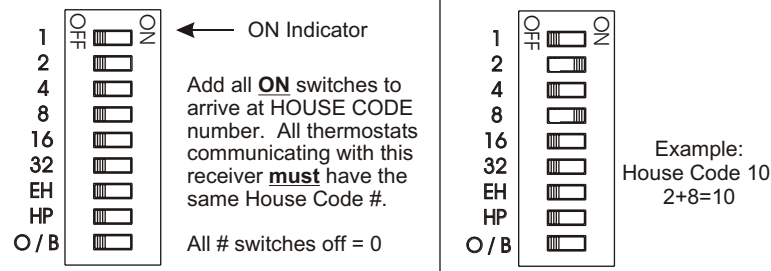 OFF ON
1
2
4
8
16
32
EH
HP
O / B
ON Indicator
Add all ON switches to
arrive at HOUSE CODE
number. All thermostats
communicating with this
receiver must have the
same House Code #.
All # switches off = 0
OFF ON
1
2
4
8
16
32
EH
HP
O / B
Example:
House Code 10
2+8=10